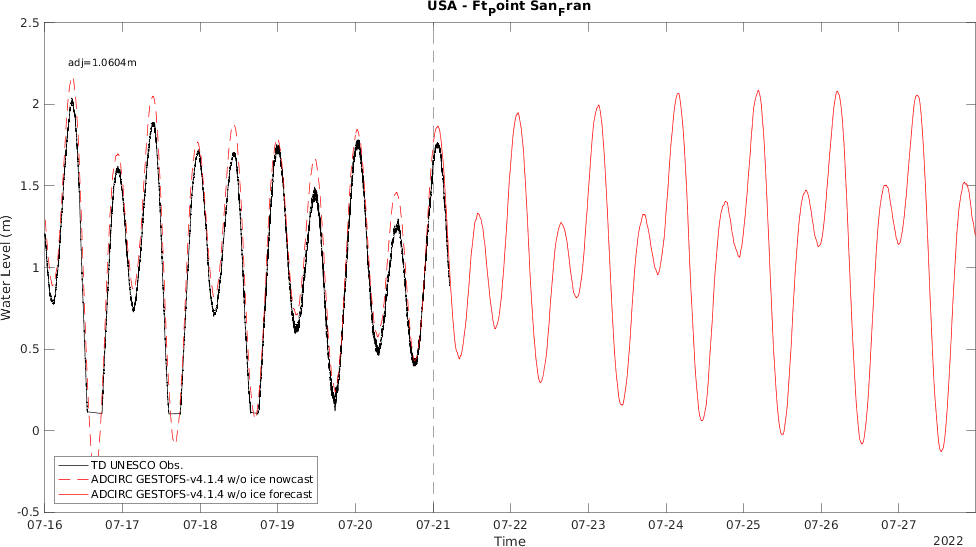 USA - FtPoint SanFran
adj=1.0604m
2.5
2
1.5
1
0.5
0
-0.5
Water Level (m)
TD UNESCO Obs.
ADCIRC GESTOFS-v4.1.4 w/o ice nowcast
ADCIRC GESTOFS-v4.1.4 w/o ice forecast
07-16 07-17 07-18 07-19 07-20 07-21 07-22 07-23 07-24 07-25 07-26 07-27
Time
2022